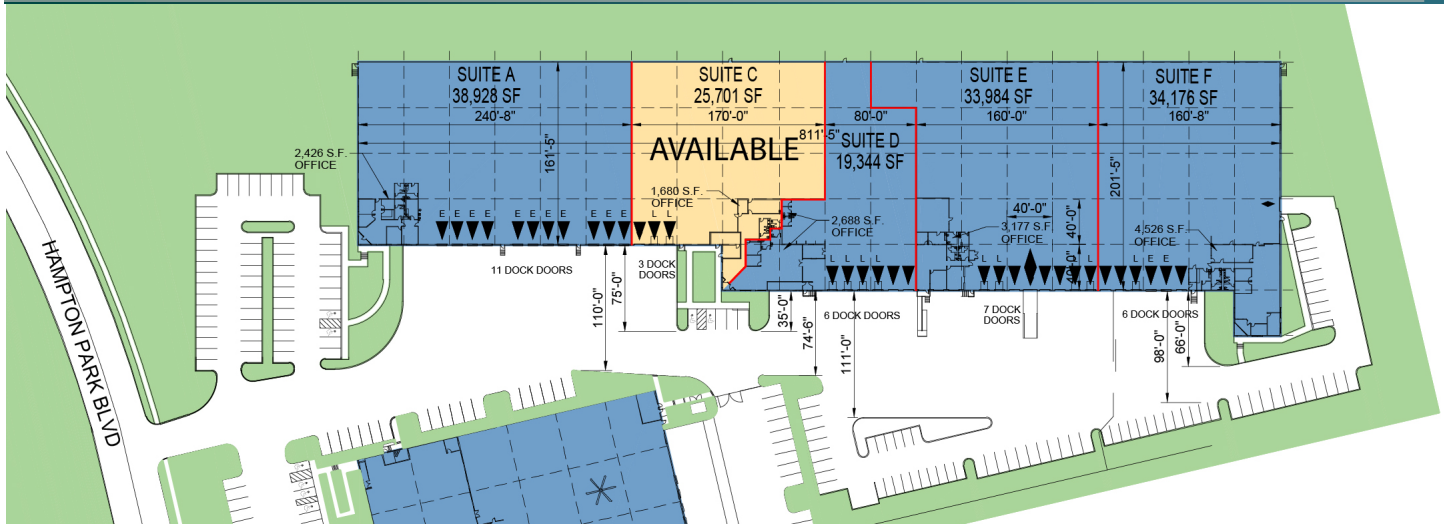 SUITE A
38,928 SF
240'-8"
161'-5"
2,426 S.F.
OFFICE
E E E E E E E E E E E
11 DOCK DOORS
SUITE C
25,701 SF
170'-0"
811'-5"
AVAILABLE
1,680 S.F.
OFFICE
L L
3 DOCK
DOORS
80'-0"
SUITE D
19,344 SF
2,688 S.F.
OFFICE
L L L L
6 DOCK DOORS
SUITE E
33,984 SF
160'-0"
40'-0"
3,177 S.F.
OFFICE
40'-0"
40'-0"
L L
7 DOCK
DOORS
SUITE F
34,176 SF
160'-8"
201'-5"
4,526 S.F.
OFFICE
L E E
6 DOCK DOORS
110'-0"
75'-0"
35'-0"
74'-6"
111'-0"
98'-0"
66'-0"
HAMPTON PARK BLVD